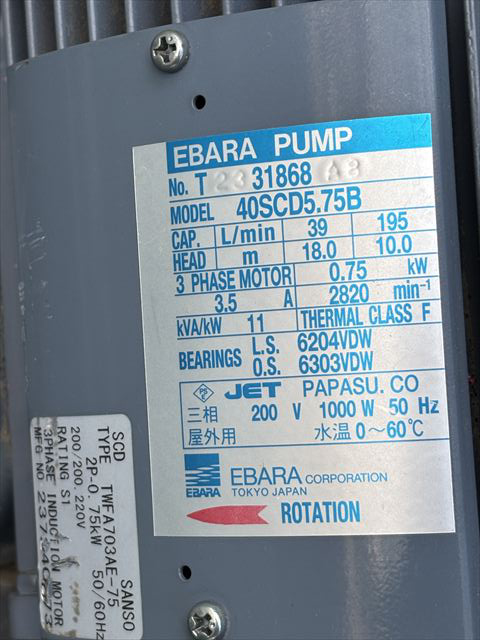 EBARA PUMP
No. T 23 31868 A8
MODEL 40SCD5.75B
CAP. L/min 39 195
HEAD m 18.0 10.0
3 PHASE MOTOR 0.75 kW
3.5 A 2820 min⁻¹
kVA/kW 11 THERMAL CLASS F
BEARINGS L.S. 6204VDW
O.S. 6303VDW
PS E JET PAPASU. CO
三相 200 V 1000 W 50 Hz
屋外用 水温 0~60℃
EBARA
EBARA CORPORATION
TOKYO JAPAN
ROTATION
SCD SANSO
TYPE TWFA703AE-75
2P-0.75kW 50/60Hz
200/200.220V
RATING S1
3PHASE INDUCTION MOTOR
MFG NO